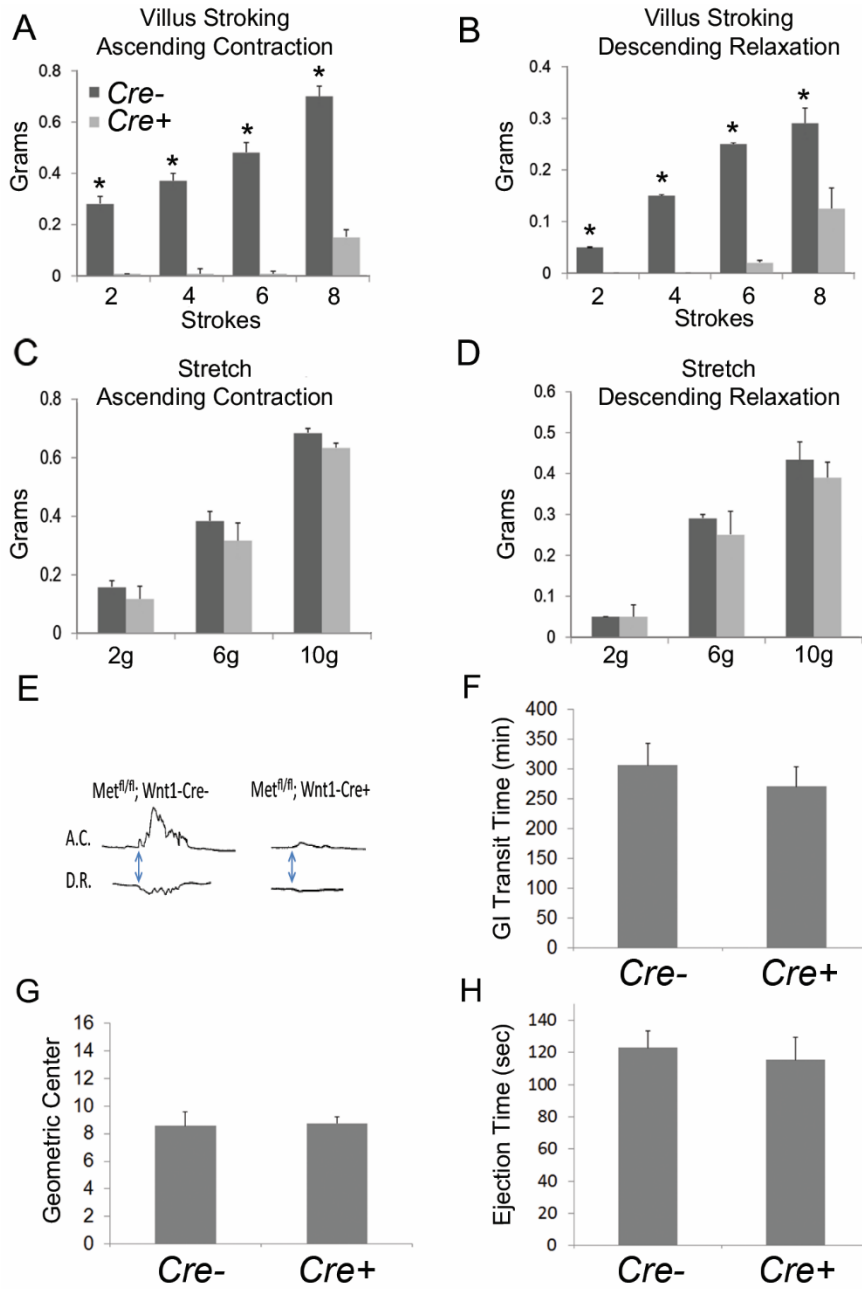 A
Villus Stroking
Ascending Contraction
0.8
0.6
0.4
0.2
0
Grams
Cre-
Cre+
*
*
*
*
2 4 6 8
Strokes
B
Villus Stroking
Descending Relaxation
0.4
0.3
0.2
0.1
0
Grams
*
*
*
*
2 4 6 8
Strokes
C
Stretch
Ascending Contraction
0.8
0.6
0.4
0.2
0
Grams
2g 6g 10g
D
Stretch
Descending Relaxation
0.6
0.5
0.4
0.3
0.2
0.1
0
Grams
2g 6g 10g
E
Metfl/fl; Wnt1-Cre- Metfl/fl; Wnt1-Cre+
A.C.
D.R.
F
GI Transit Time (min)
400
350
300
250
200
150
100
50
0
Cre- Cre+
G
Geometric Center
16
14
12
10
8
6
4
2
0
Cre- Cre+
H
Ejection Time (sec)
140
120
100
80
60
40
20
0
Cre- Cre+